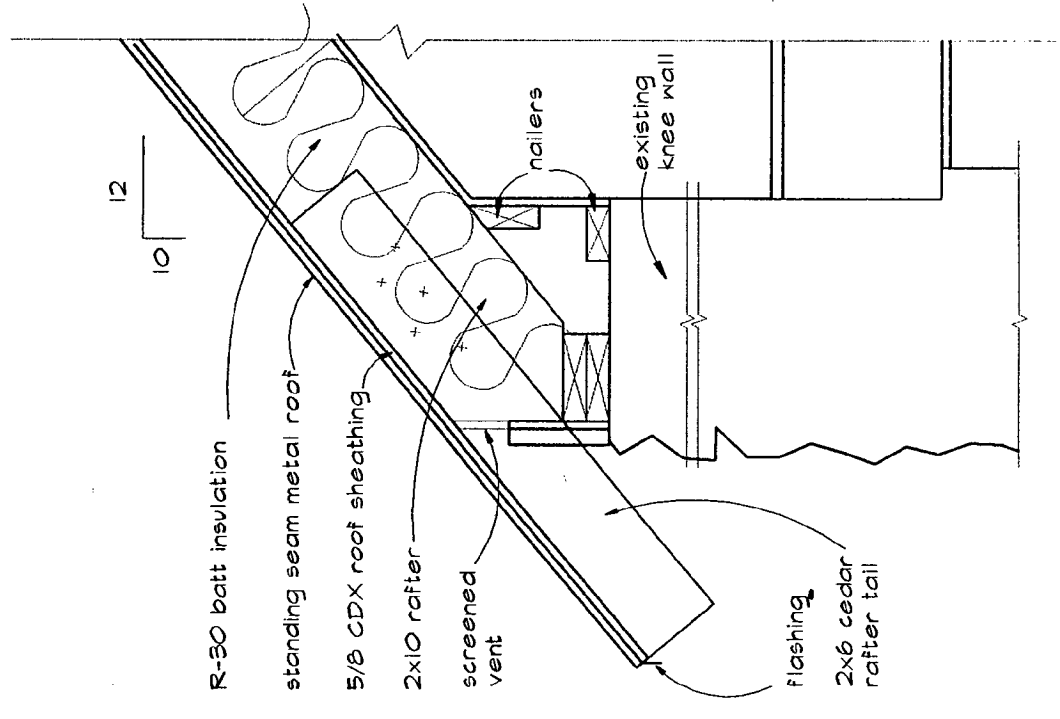 12
10
R-30 batt insulation
standing seam metal roof
5/8 CDX roof sheathing
2x10 rafter
screened
vent
nailers
existing
knee wall
flashing
2x6 cedar
rafter tail